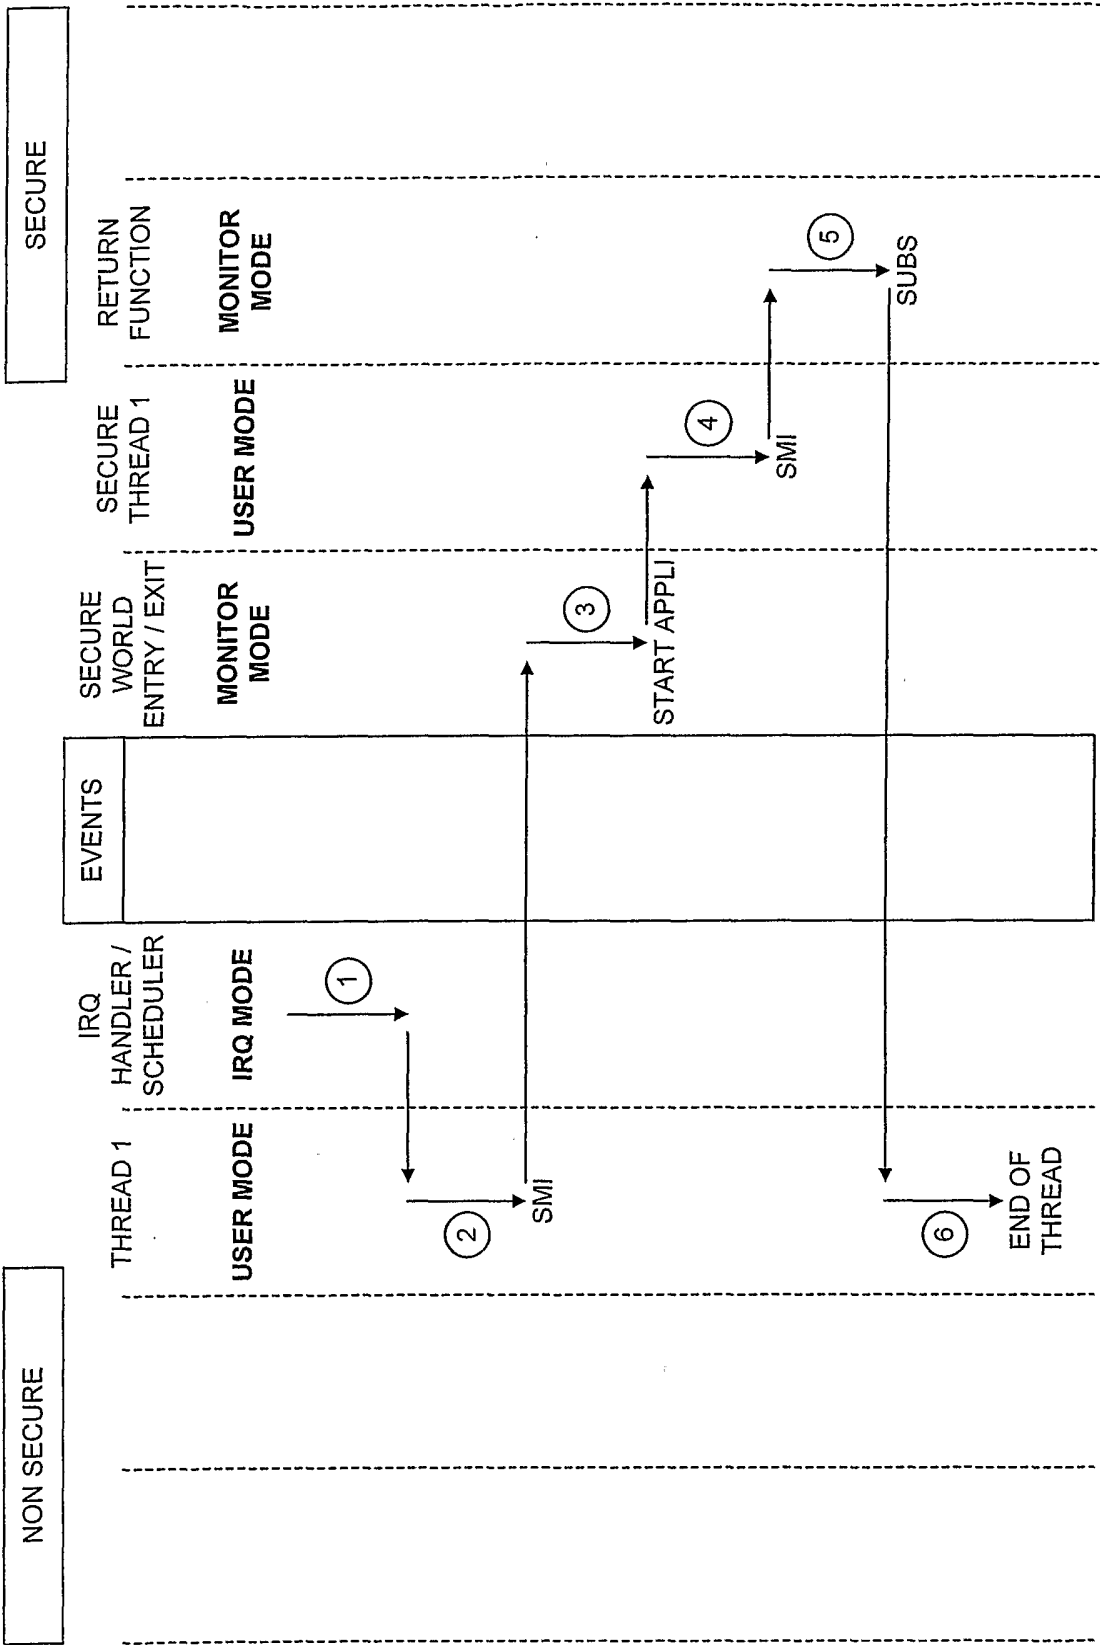 NON SECURE
SECURE
EVENTS
THREAD 1
USER MODE
IRQ
HANDLER /
SCHEDULER
IRQ MODE
SECURE
WORLD
ENTRY / EXIT
MONITOR
MODE
SECURE
THREAD 1
USER MODE
RETURN
FUNCTION
MONITOR
MODE
1
2
SMI
3
START APPLI
4
SMI
5
SUBS
6
END OF
THREAD